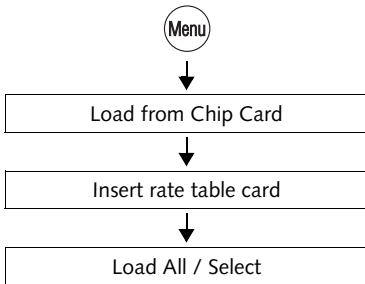 Menu
Load from Chip Card
Insert rate table card
Load All / Select